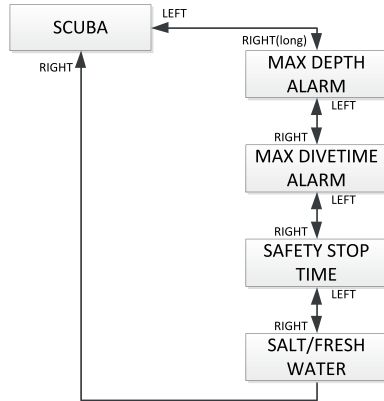 SCUBA
LEFT
RIGHT(long)
RIGHT
MAX DEPTH
ALARM
LEFT
RIGHT
MAX DIVETIME
ALARM
LEFT
RIGHT
SAFETY STOP
TIME
LEFT
RIGHT
SALT/FRESH
WATER